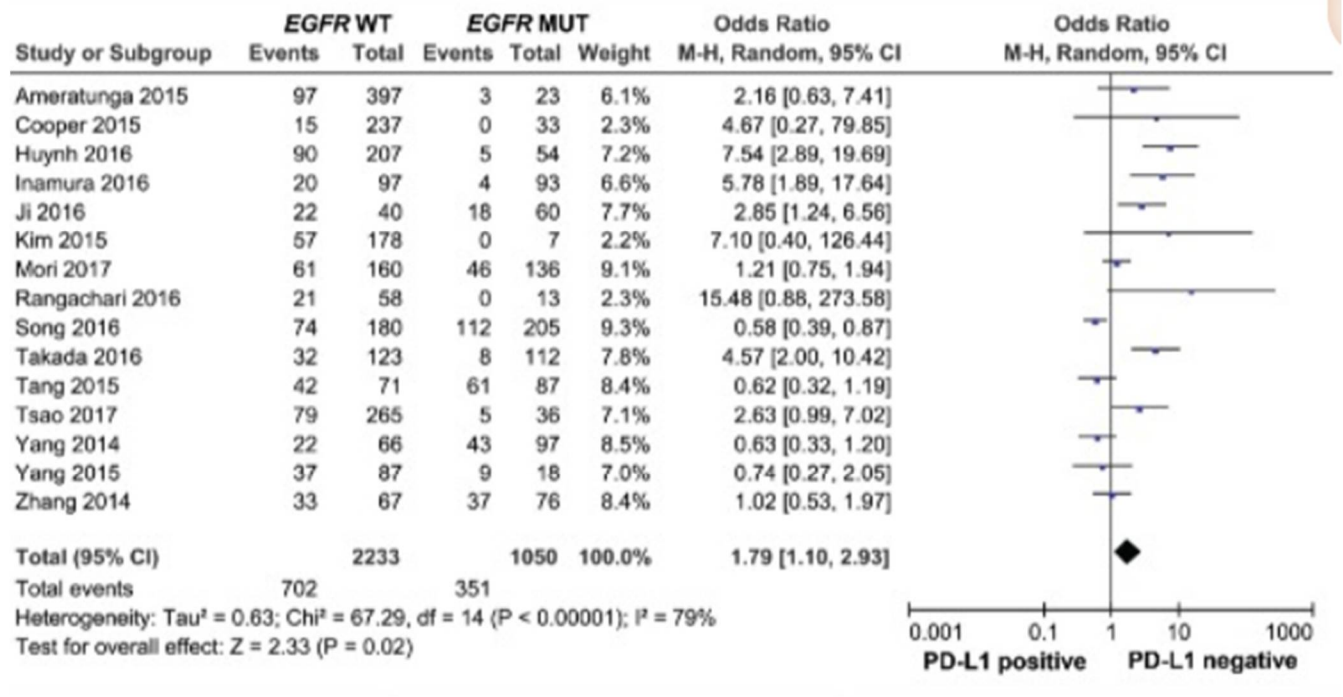 EGFR WT EGFR MUT Odds Ratio Odds Ratio
Study or Subgroup Events Total Events Total Weight M-H, Random, 95% CI M-H, Random, 95% CI
Ameratunga 2015 97 397 3 23 6.1% 2.16 [0.63, 7.41]
Cooper 2015 15 237 0 33 2.3% 4.67 [0.27, 79.85]
Huynh 2016 90 207 5 54 7.2% 7.54 [2.89, 19.69]
Inamura 2016 20 97 4 93 6.6% 5.78 [1.89, 17.64]
Ji 2016 22 40 18 60 7.7% 2.85 [1.24, 6.56]
Kim 2015 57 178 0 7 2.2% 7.10 [0.40, 126.44]
Mori 2017 61 160 46 136 9.1% 1.21 [0.75, 1.94]
Rangachari 2016 21 58 0 13 2.3% 15.48 [0.88, 273.58]
Song 2016 74 180 112 205 9.3% 0.58 [0.39, 0.87]
Takada 2016 32 123 8 112 7.8% 4.57 [2.00, 10.42]
Tang 2015 42 71 61 87 8.4% 0.62 [0.32, 1.19]
Tsao 2017 79 265 5 36 7.1% 2.63 [0.99, 7.02]
Yang 2014 22 66 43 97 8.5% 0.63 [0.33, 1.20]
Yang 2015 37 87 9 18 7.0% 0.74 [0.27, 2.05]
Zhang 2014 33 67 37 76 8.4% 1.02 [0.53, 1.97]
Total (95% CI) 2233 1050 100.0% 1.79 [1.10, 2.93]
Total events 702 351
Heterogeneity: Tau² = 0.63; Chi² = 67.29, df = 14 (P < 0.00001); I² = 79%
Test for overall effect: Z = 2.33 (P = 0.02)
0.001 0.1 1 10 1000
PD-L1 positive PD-L1 negative